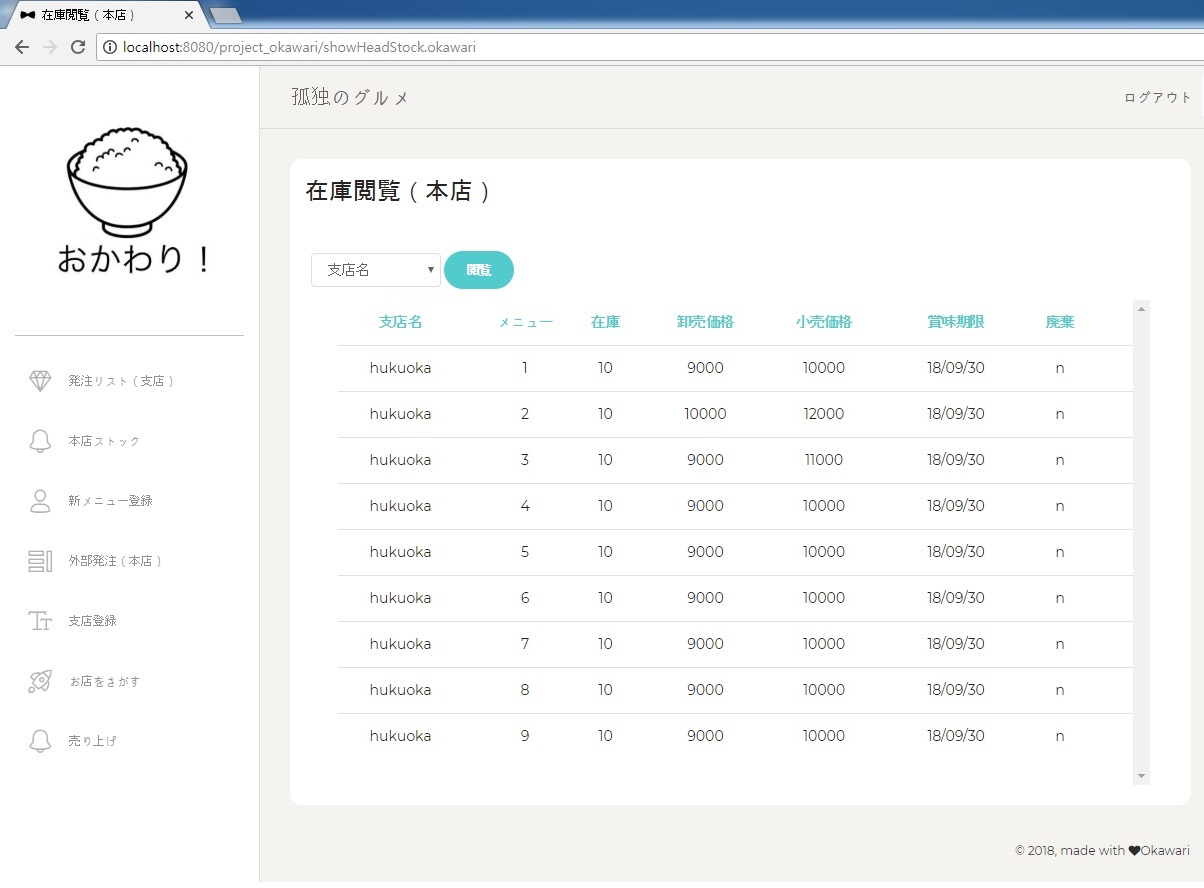 在庫閲覧（本店）
localhost:8080/project_okawari/showHeadStock.okawari
おかわり！
孤独のグルメ
ログアウト
発注リスト（支店）
本店ストック
新メニュー登録
外部発注（本店）
支店登録
お店をさがす
売り上げ
在庫閲覧（本店）
支店名 閲覧
支店名 メニュー 在庫 卸売価格 小売価格 賞味期限 廃棄
hukuoka 1 10 9000 10000 18/09/30 n
hukuoka 2 10 10000 12000 18/09/30 n
hukuoka 3 10 9000 11000 18/09/30 n
hukuoka 4 10 9000 10000 18/09/30 n
hukuoka 5 10 9000 10000 18/09/30 n
hukuoka 6 10 9000 10000 18/09/30 n
hukuoka 7 10 9000 10000 18/09/30 n
hukuoka 8 10 9000 10000 18/09/30 n
hukuoka 9 10 9000 10000 18/09/30 n
© 2018, made with ♥Okawari